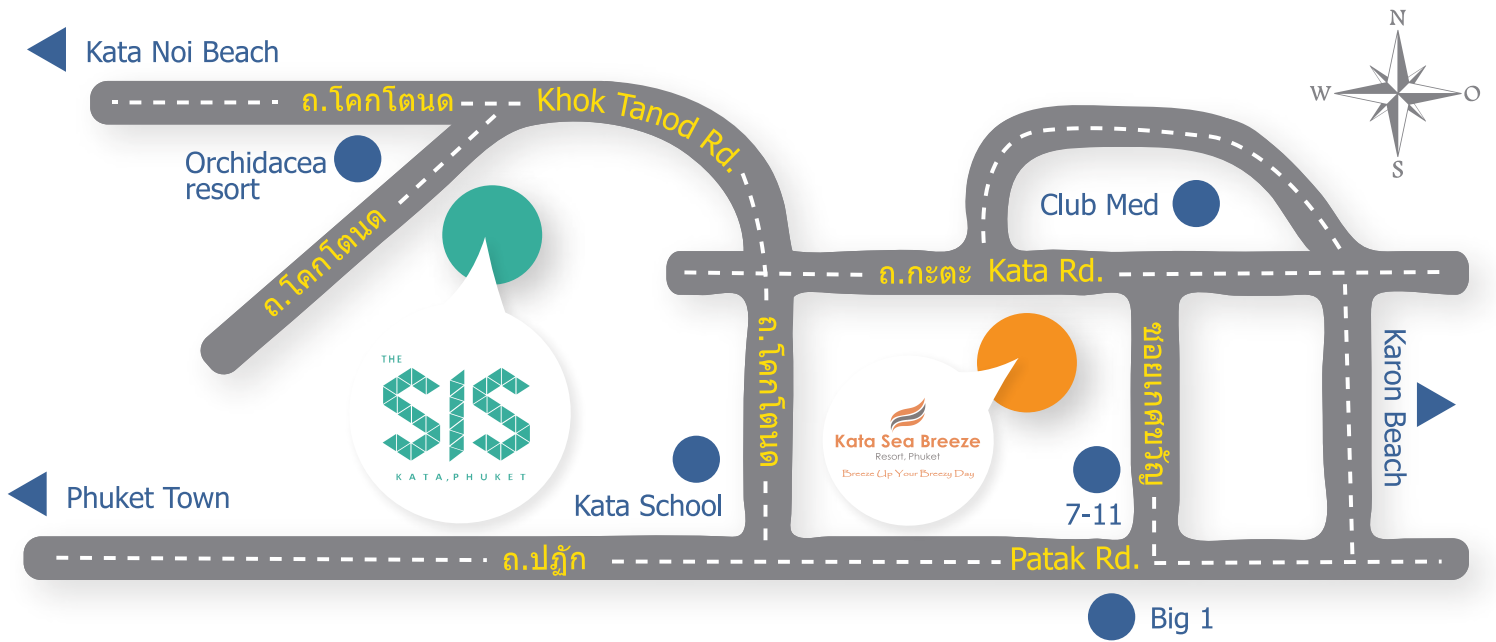 N
W
O
S
Kata Noi Beach
ถ.โคกโตนด
Khok Tanod Rd.
Orchidacea
resort
ถ.โคกโตนด
Club Med
ถ.กะตะ Kata Rd.
THE
SIS
KATA, PHUKET
ถ.โคกโตนด
Kata Sea Breeze
Resort, Phuket
Breeze Up Your Breezy Day
ซอยเกศขวัญ
Karon Beach
Phuket Town
Kata School
7-11
ถ.ปฏัก
Patak Rd.
Big 1